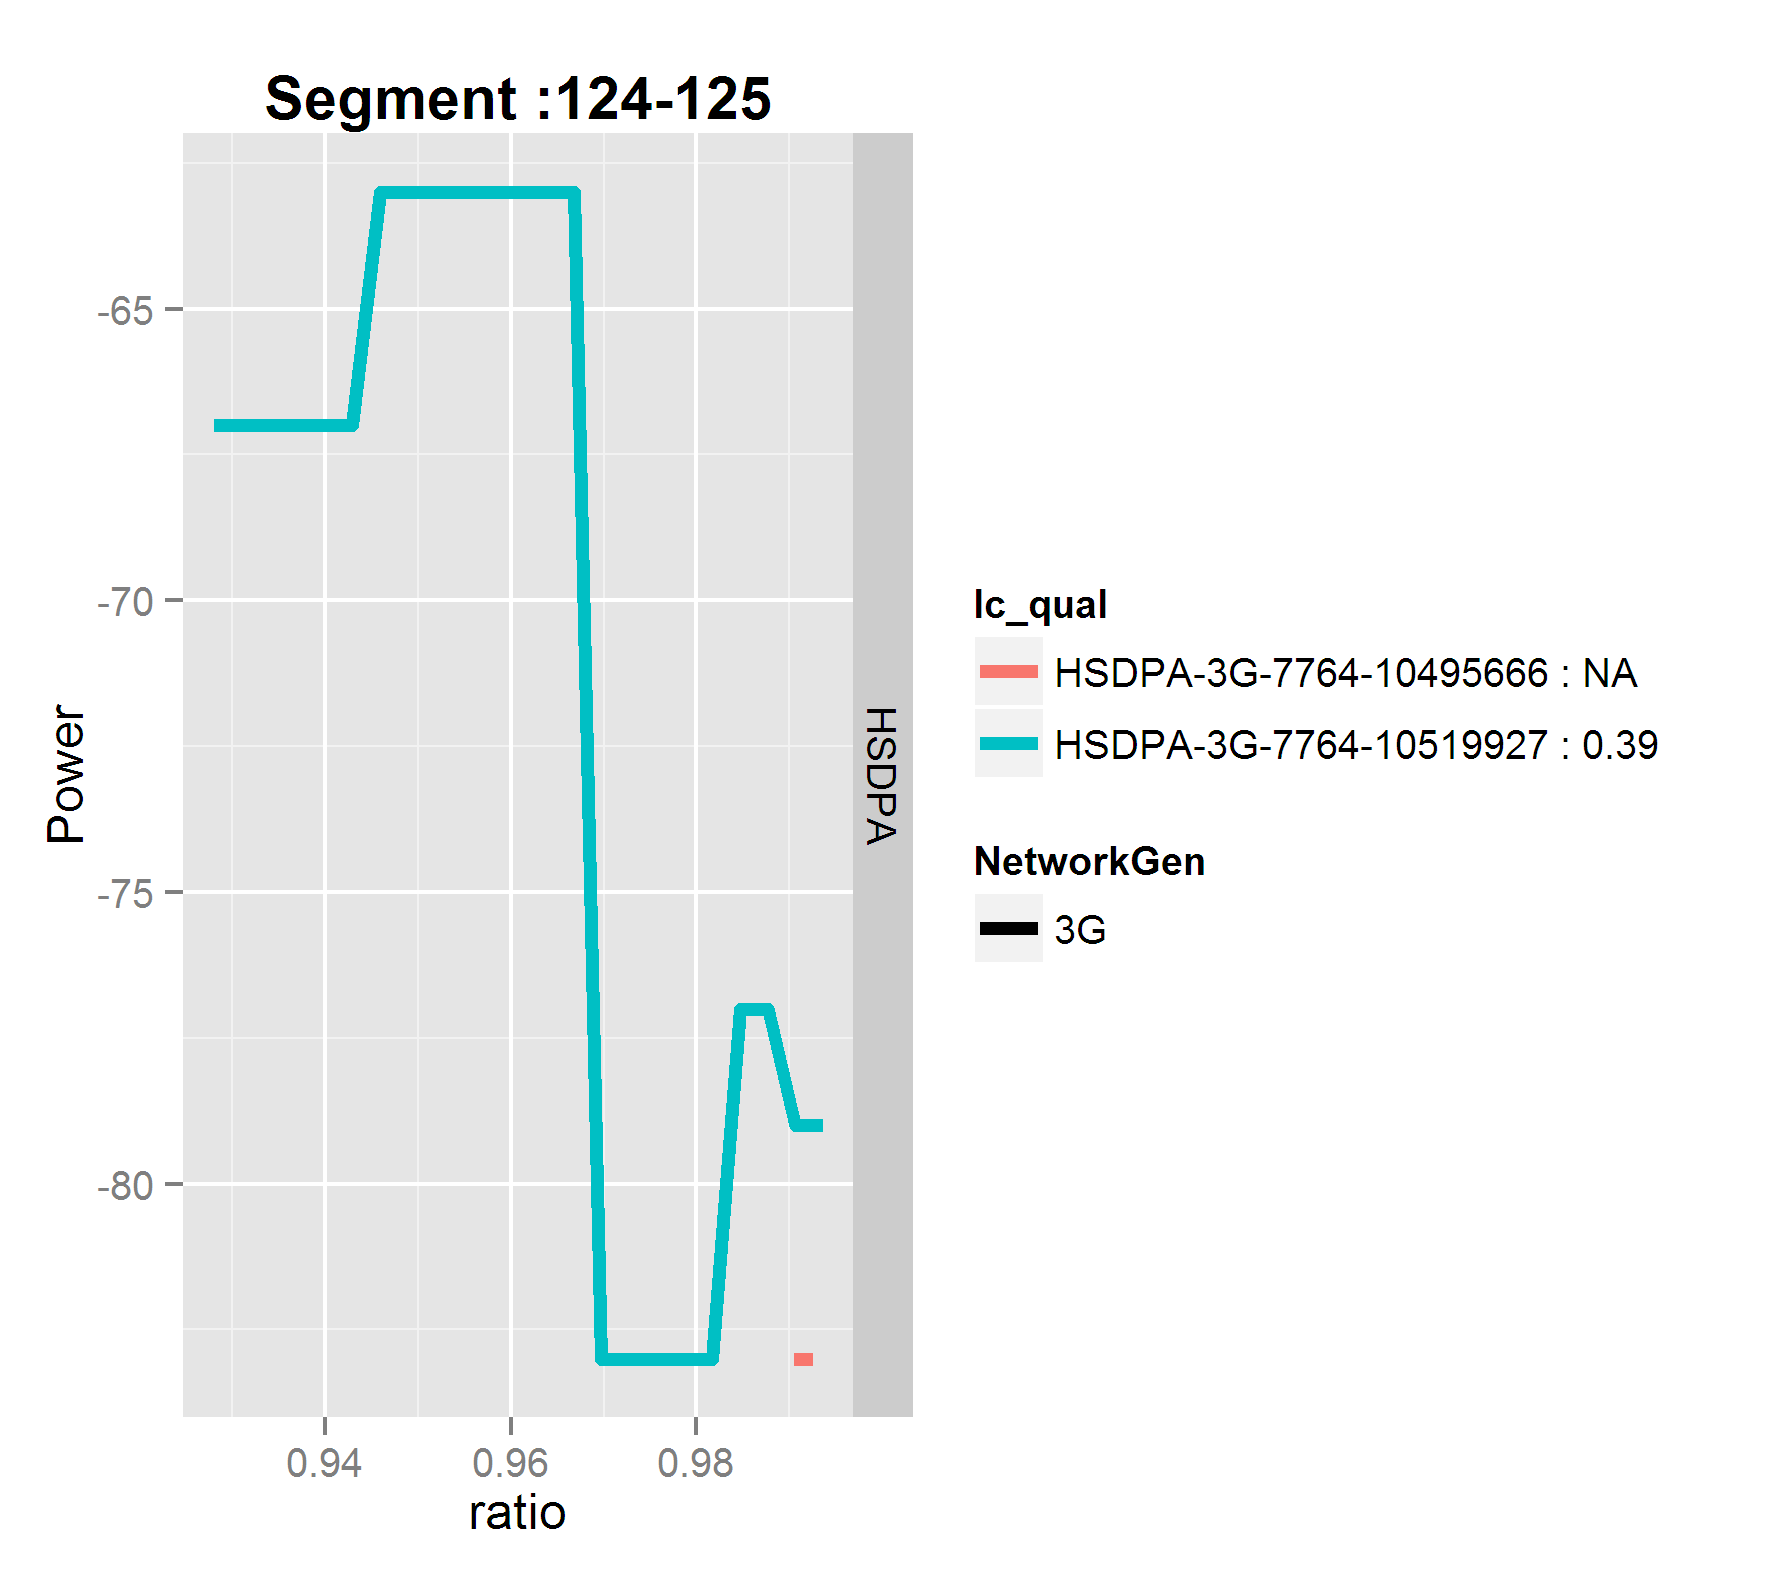 Segment :124-125
-65
-70
-75
-80
Power
HSDPA
0.94 0.96 0.98
ratio
lc_qual
HSDPA-3G-7764-10495666 : NA
HSDPA-3G-7764-10519927 : 0.39
NetworkGen
3G